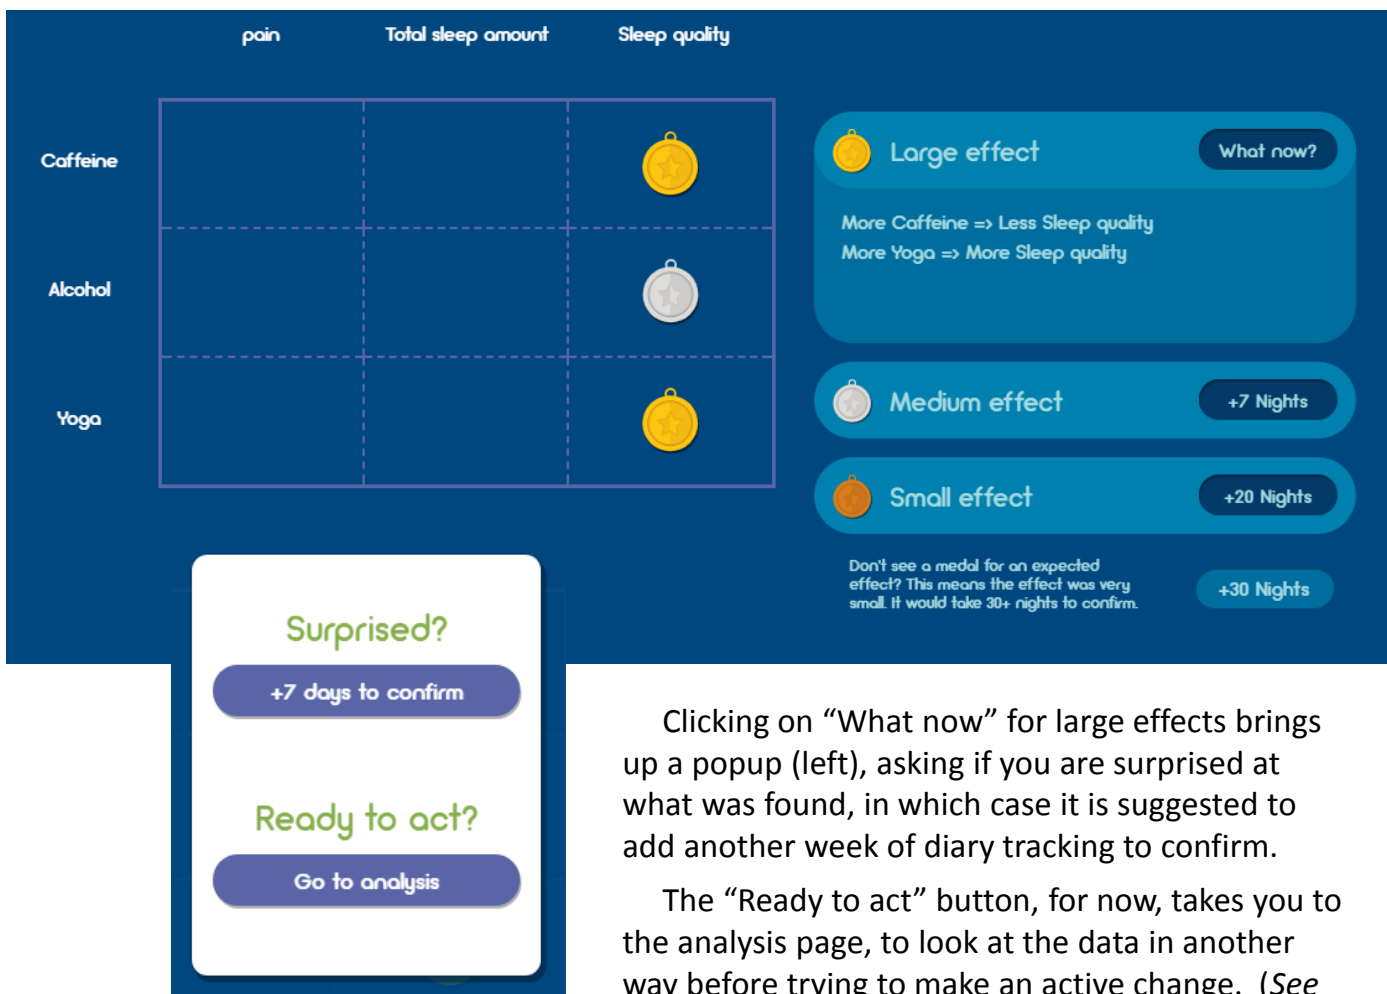 pain Total sleep amount Sleep quality
Caffeine
Alcohol
Yoga
Large effect What now?
More Caffeine => Less Sleep quality
More Yoga => More Sleep quality
Medium effect +7 Nights
Small effect +20 Nights
Don't see a medal for an expected
effect? This means the effect was very
small. It would take 30+ nights to confirm.
+30 Nights
Surprised?
+7 days to confirm
Ready to act?
Go to analysis
Clicking on “What now” for large effects brings
up a popup (left), asking if you are surprised at
what was found, in which case it is suggested to
add another week of diary tracking to confirm.
The “Ready to act” button, for now, takes you to
the analysis page, to look at the data in another
way before trying to make an active change. (See